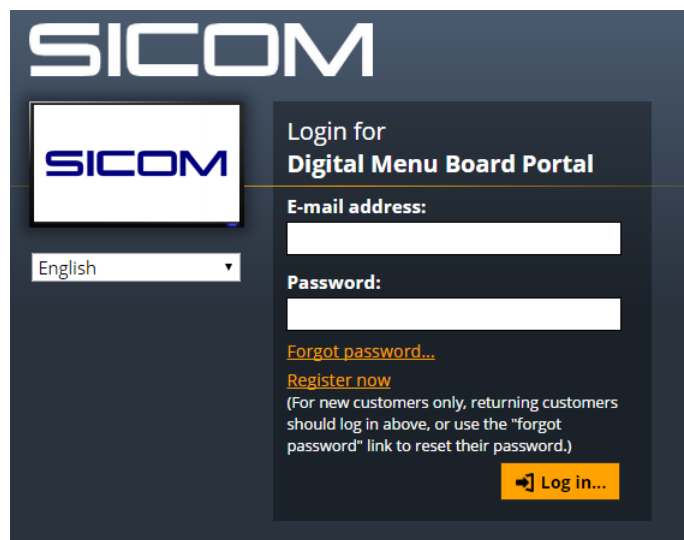 SICOM
SICOM
English
Login for
Digital Menu Board Portal
E-mail address:
Password:
Forgot password...
Register now
(For new customers only, returning customers
should log in above, or use the "forgot
password" link to reset their password.)
Log in...